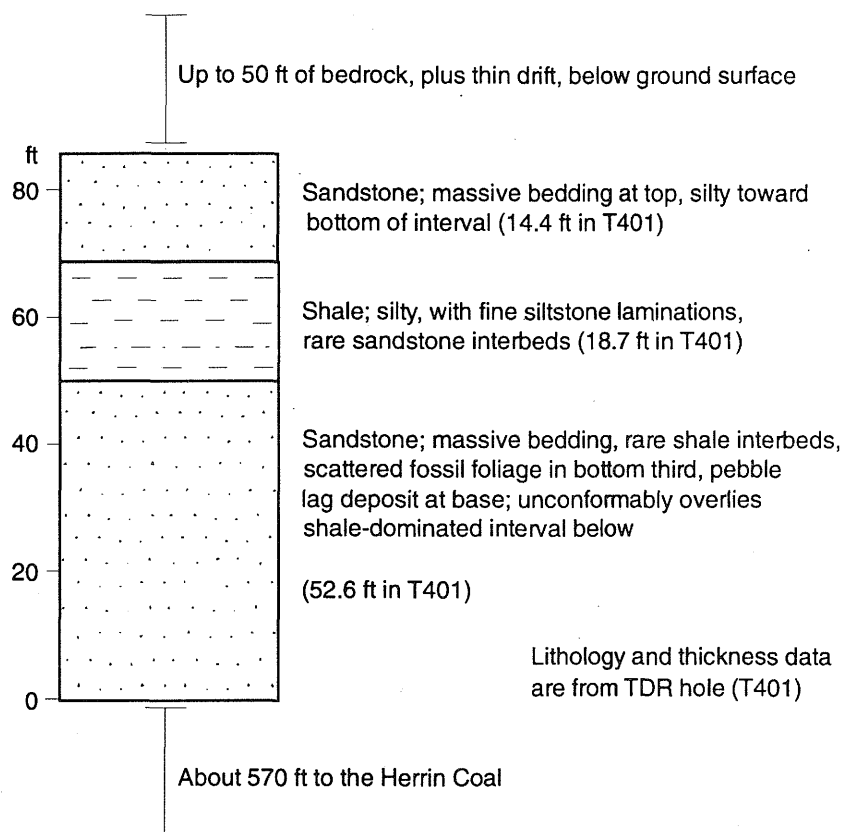 Up to 50 ft of bedrock, plus thin drift, below ground surface
ft
80
Sandstone; massive bedding at top, silty toward
bottom of interval (14.4 ft in T401)
60
Shale; silty, with fine siltstone laminations,
rare sandstone interbeds (18.7 ft in T401)
40
Sandstone; massive bedding, rare shale interbeds,
scattered fossil foliage in bottom third, pebble
lag deposit at base; unconformably overlies
shale-dominated interval below
20
(52.6 ft in T401)
Lithology and thickness data
are from TDR hole (T401)
0
About 570 ft to the Herrin Coal